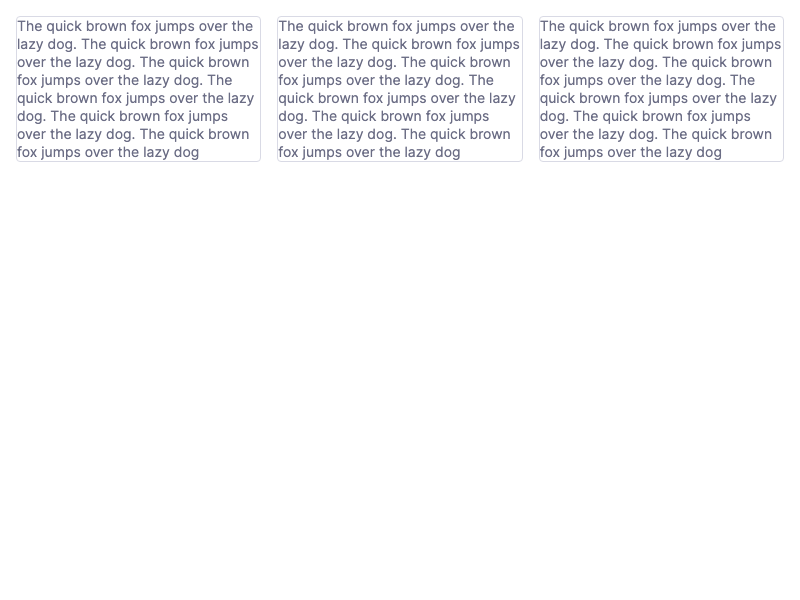 The quick brown fox jumps over the
lazy dog. The quick brown fox jumps
over the lazy dog. The quick brown
fox jumps over the lazy dog. The
quick brown fox jumps over the lazy
dog. The quick brown fox jumps
over the lazy dog. The quick brown
fox jumps over the lazy dog
The quick brown fox jumps over the
lazy dog. The quick brown fox jumps
over the lazy dog. The quick brown
fox jumps over the lazy dog. The
quick brown fox jumps over the lazy
dog. The quick brown fox jumps
over the lazy dog. The quick brown
fox jumps over the lazy dog
The quick brown fox jumps over the
lazy dog. The quick brown fox jumps
over the lazy dog. The quick brown
fox jumps over the lazy dog. The
quick brown fox jumps over the lazy
dog. The quick brown fox jumps
over the lazy dog. The quick brown
fox jumps over the lazy dog